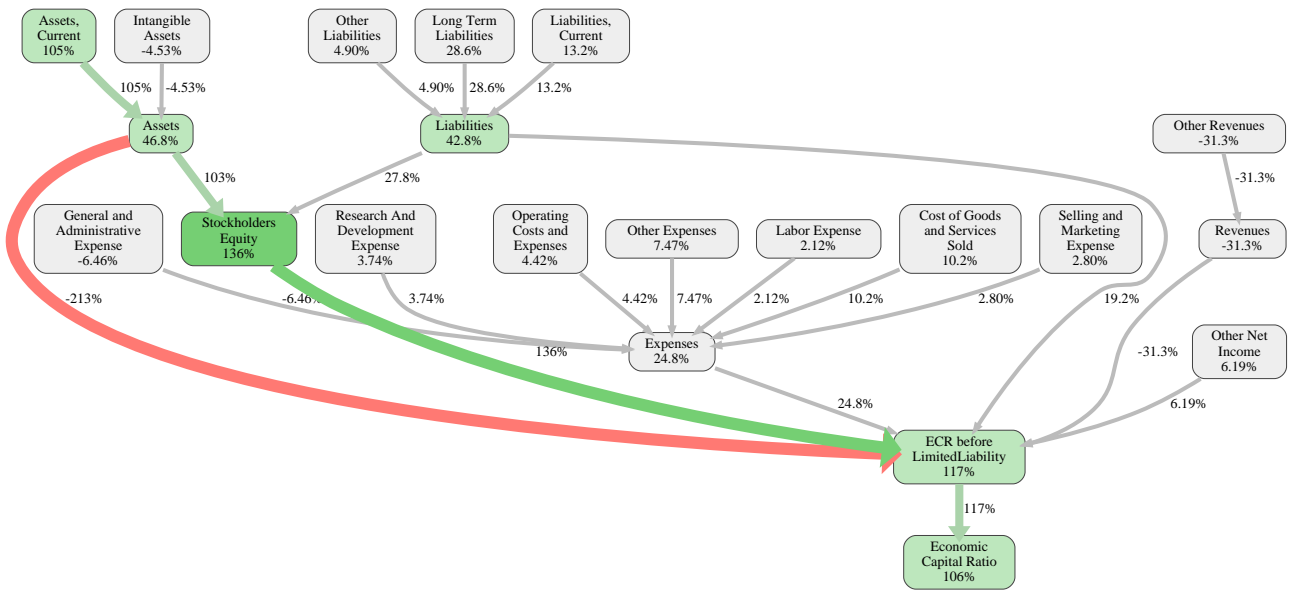 Assets,
Current
105%
Intangible
Assets
-4.53%
Other
Liabilities
4.90%
Long Term
Liabilities
28.6%
Liabilities,
Current
13.2%
105%
-4.53%
4.90%
28.6%
13.2%
Assets
46.8%
Liabilities
42.8%
Other Revenues
-31.3%
103%
27.8%
-31.3%
General and
Administrative
Expense
-6.46%
Stockholders
Equity
136%
Research And
Development
Expense
3.74%
Operating
Costs and
Expenses
4.42%
Other Expenses
7.47%
Labor Expense
2.12%
Cost of Goods
and Services
Sold
10.2%
Selling and
Marketing
Expense
2.80%
Revenues
-31.3%
-213%
-6.46%
3.74%
4.42%
7.47%
2.12%
10.2%
2.80%
19.2%
136%
Expenses
24.8%
-31.3%
Other Net
Income
6.19%
24.8%
6.19%
ECR before
LimitedLiability
117%
117%
Economic
Capital Ratio
106%